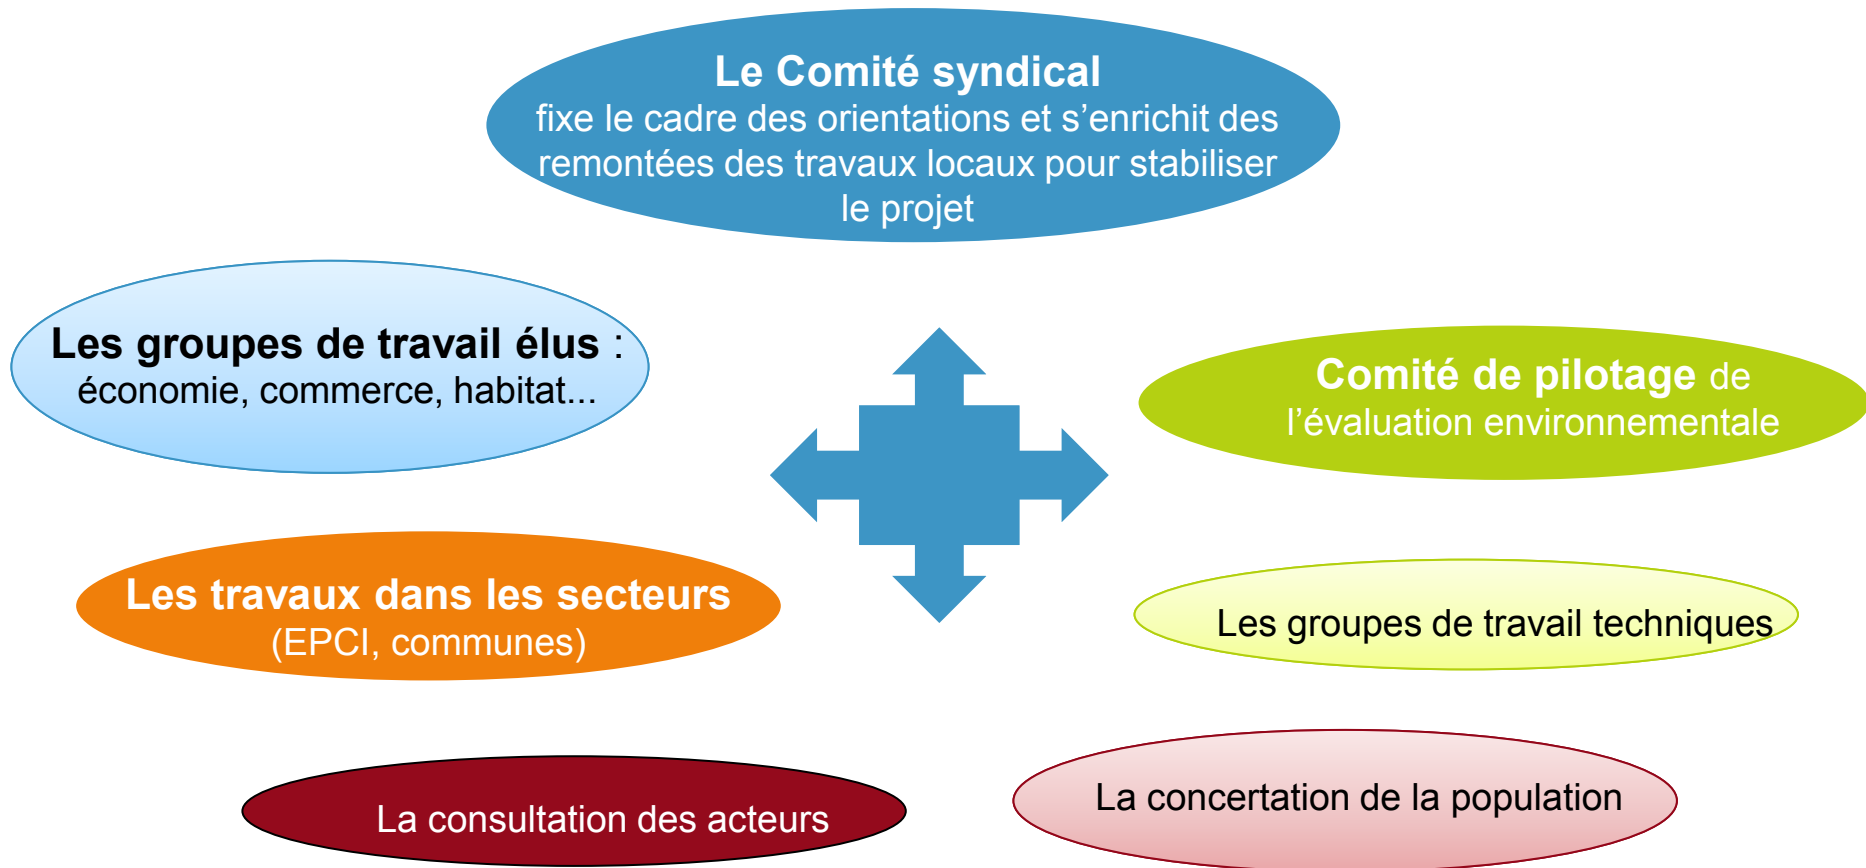 Le Comité syndical
fixe le cadre des orientations et s’enrichit des
remontées des travaux locaux pour stabiliser
le projet
Les groupes de travail élus :
économie, commerce, habitat...
Comité de pilotage de
l’évaluation environnementale
Les travaux dans les secteurs
(EPCI, communes)
Les groupes de travail techniques
La consultation des acteurs
La concertation de la population